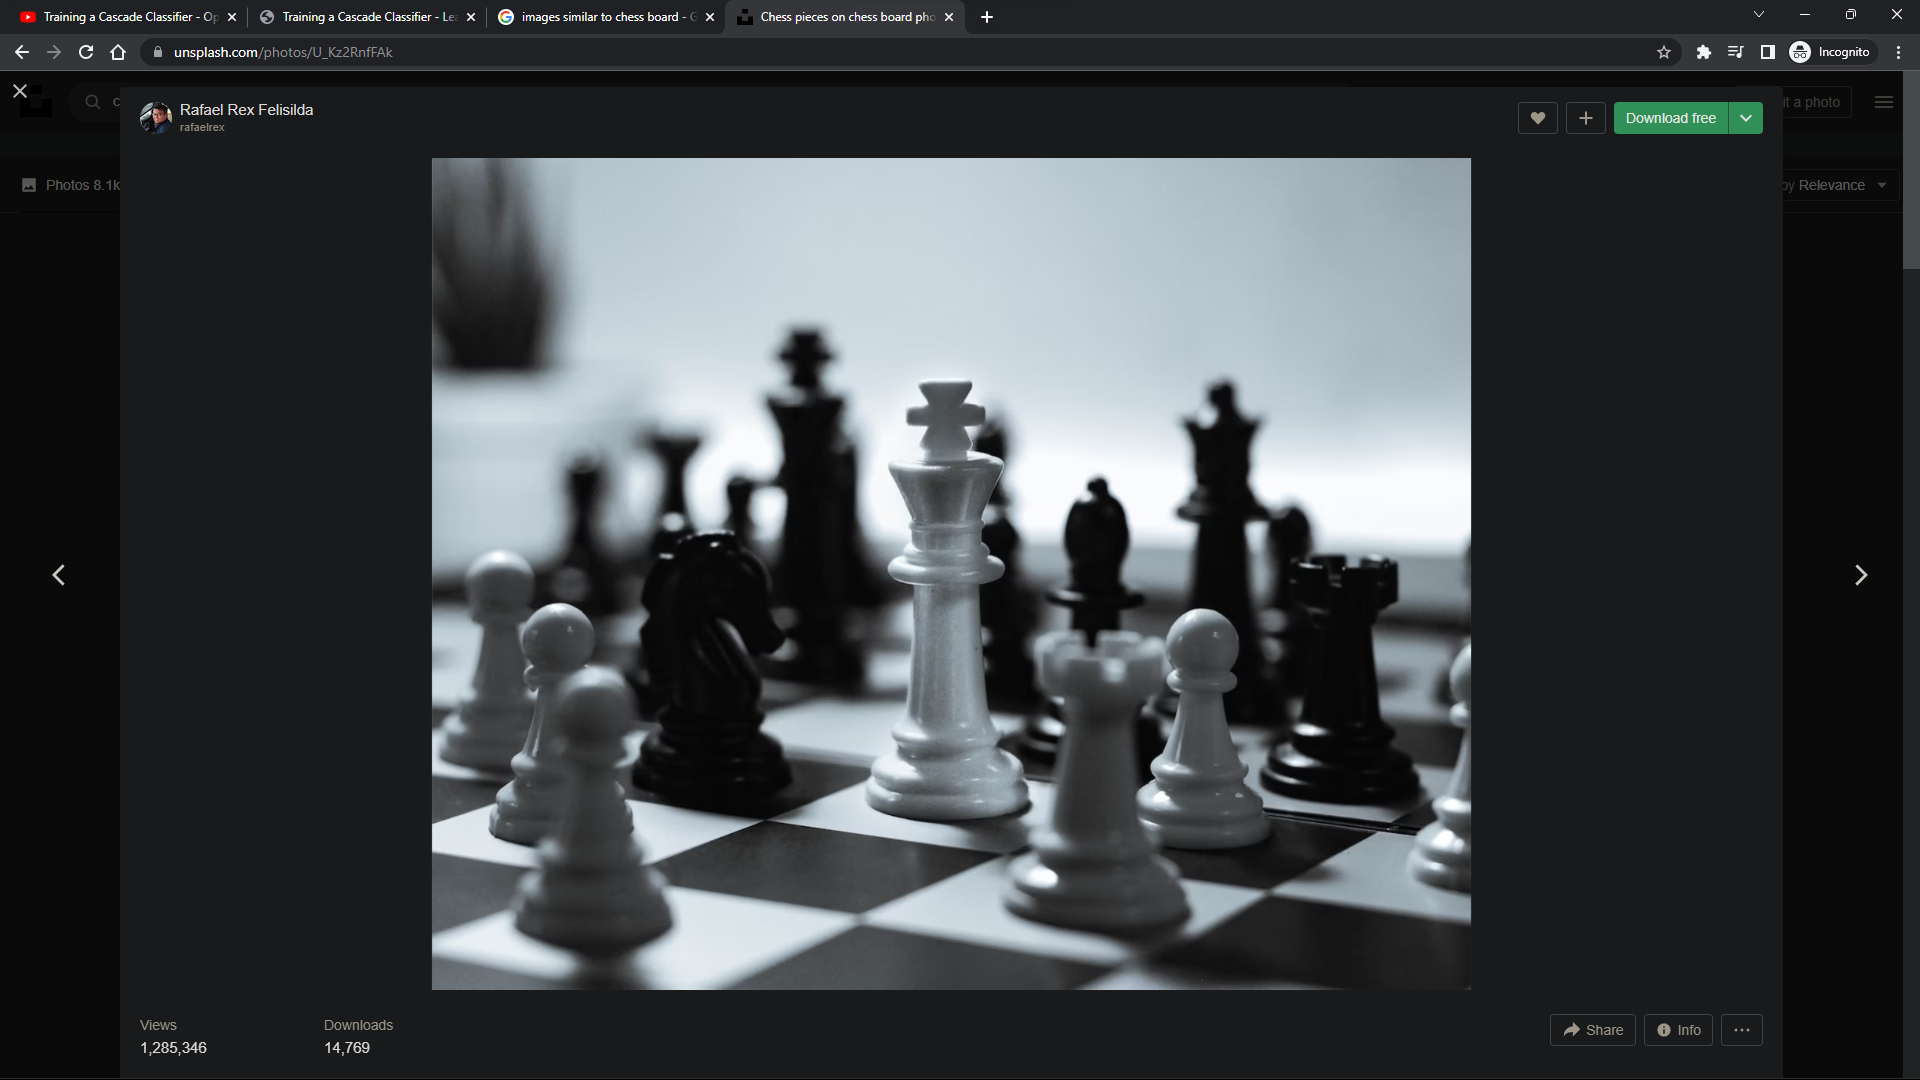 Training a Cascade Classifier - Op
Training a Cascade Classifier - Le
images similar to chess board - G
Chess pieces on chess board pho
unsplash.com/photos/U_Kz2RnfFAk
Incognito
Rafael Rex Felisilda
rafaelrex
Download free
it a photo
Photos 8.1k
by Relevance
Views
Downloads
1,285,346
14,769
Share
Info